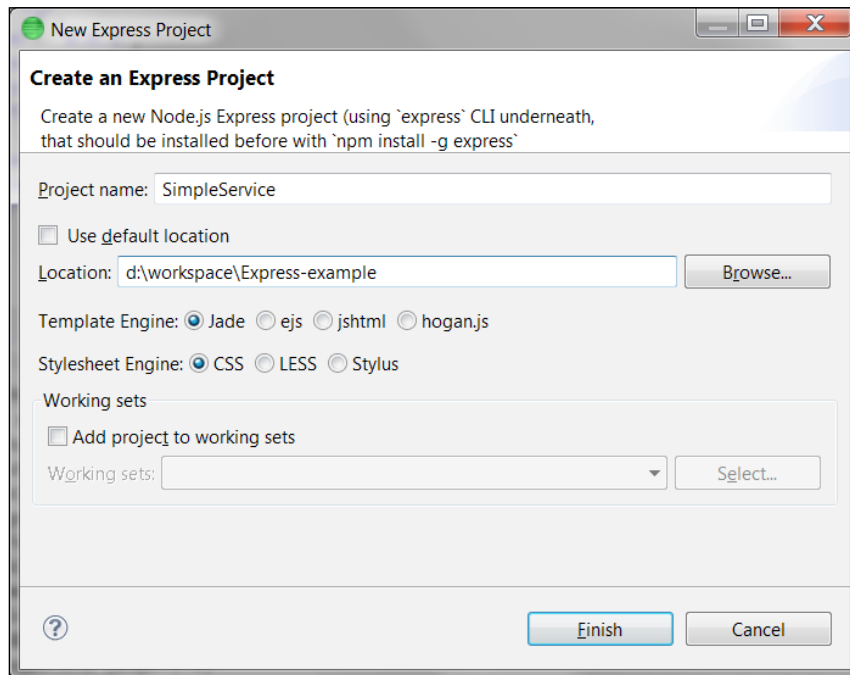 New Express Project
Create an Express Project
Create a new Node.js Express project (using `express` CLI underneath,
that should be installed before with `npm install -g express`
Project name: SimpleService
Use default location
Location: d:\workspace\Express-example Browse...
Template Engine: Jade ejs jshtml hogan.js
Stylesheet Engine: CSS LESS Stylus
Working sets
Add project to working sets
Working sets: Select...
Finish Cancel